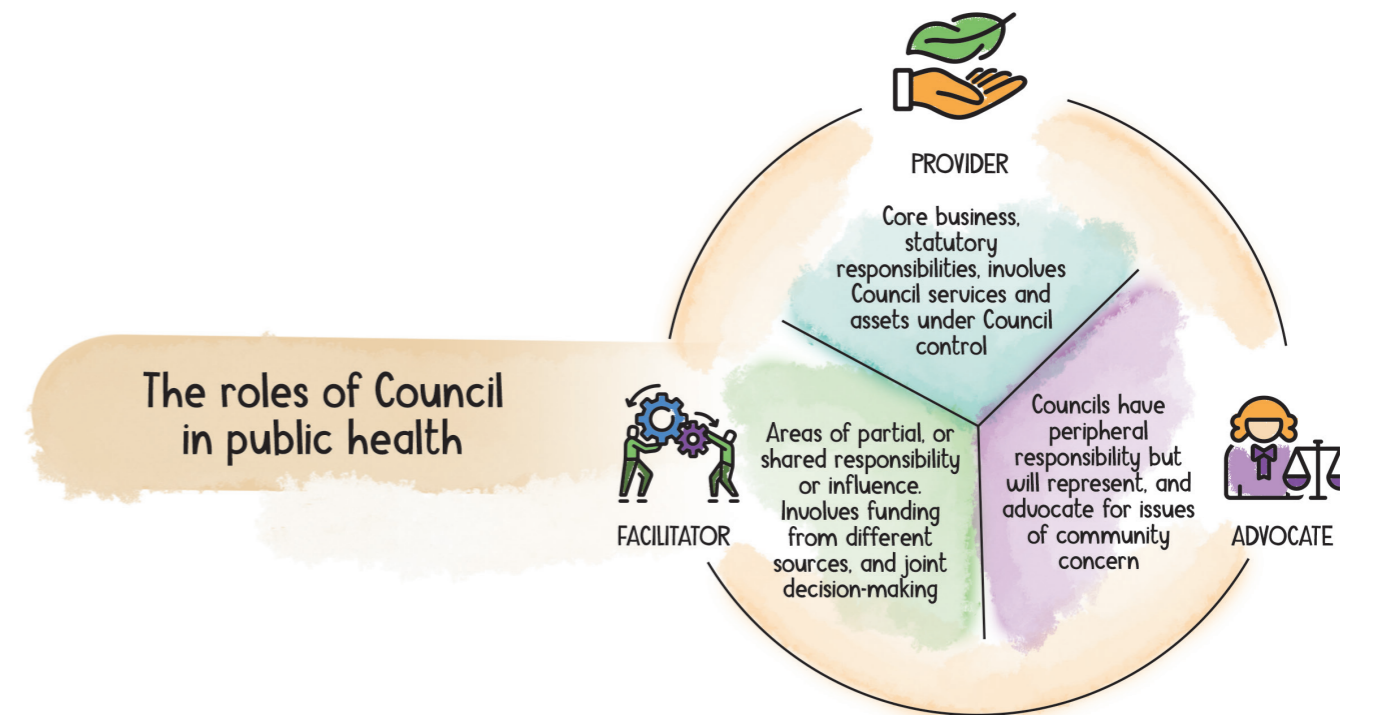 The roles of Council
in public health
PROVIDER
Core business,
statutory
responsibilities, involves
Council services and
assets under Council
control
FACILITATOR
Areas of partial, or
shared responsibility
or influence.
Involves funding
from different
sources, and joint
decision-making
Councils have
peripheral
responsibility but
will represent, and
advocate for issues
of community
concern
ADVOCATE